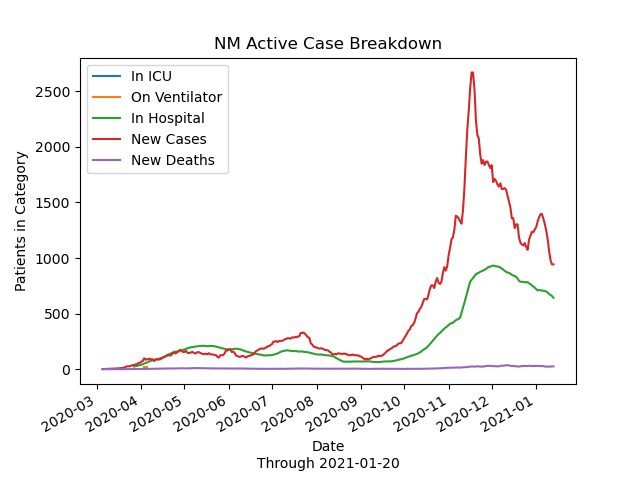 NM Active Case Breakdown
In ICU
On Ventilator
In Hospital
New Cases
New Deaths
Patients in Category
2500
2000
1500
1000
500
0
2020-03
2020-04
2020-05
2020-06
2020-07
2020-08
2020-09
2020-10
2020-11
2020-12
2021-01
Date
Through 2021-01-20